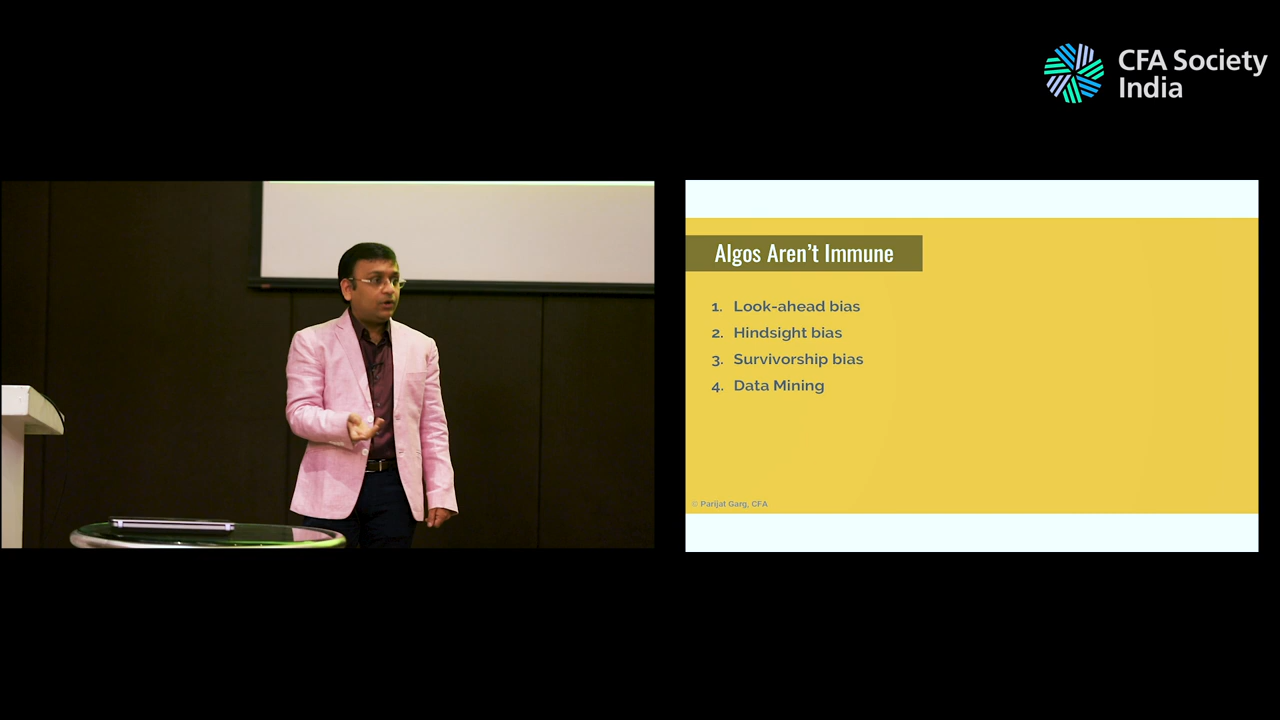 CFA Society
India
Algos Aren’t Immune
1. Look-ahead bias
2. Hindsight bias
3. Survivorship bias
4. Data Mining
© Parijat Garg, CFA